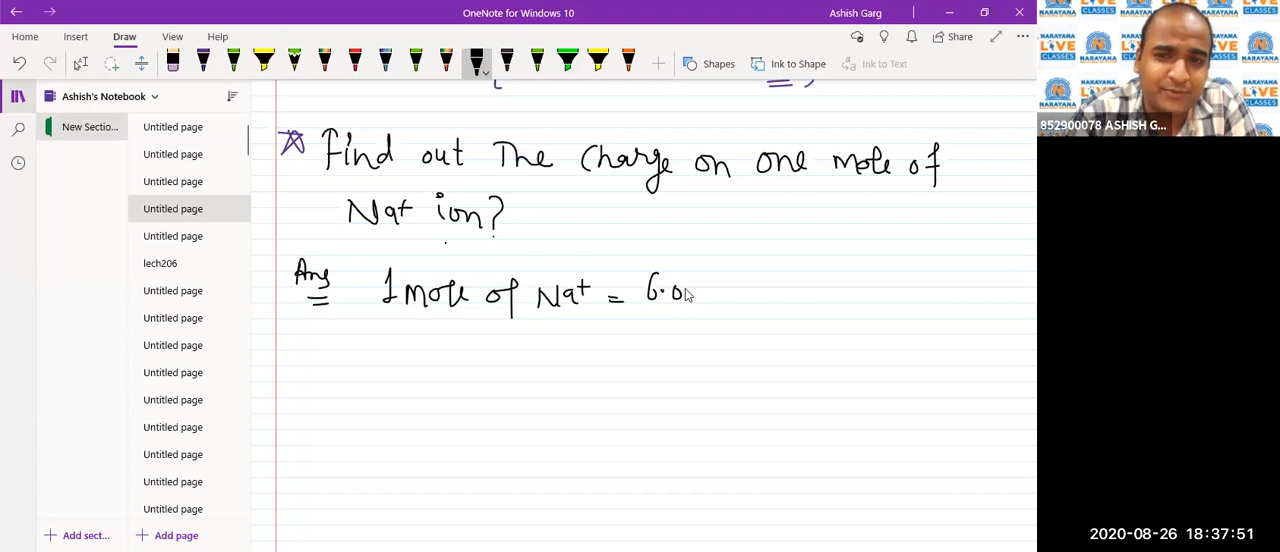 OneNote for Windows 10
Ashish Garg
Home Insert Draw View Help
Share
Shapes
Ink to Shape
Ink to Text
Ashish's Notebook
New Sectio...
Untitled page
Untitled page
Untitled page
Untitled page
Untitled page
lech206
Untitled page
Untitled page
Untitled page
Untitled page
Untitled page
Untitled page
Untitled page
Untitled page
Untitled page
Add sect...
Add page
Find out The Charge on one mole of
Na+ ion?
Ans
1 Mole of Na+ = 6.0
NARAYANA
LIVE
CLASSES
852900078 ASHISH G...
2020-08-26 18:37:51